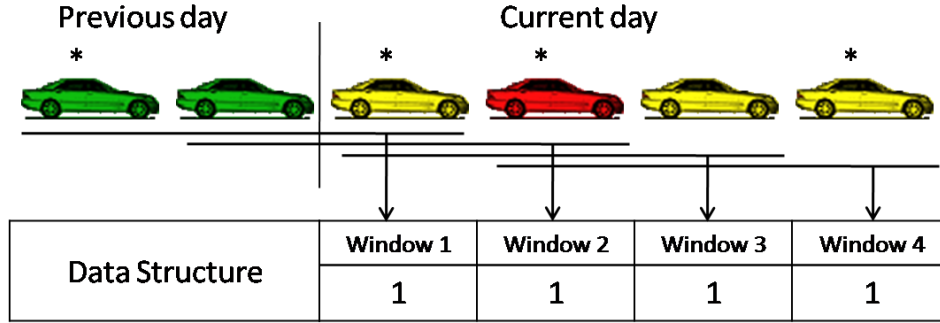 Previous day Current day
* * * *
Window 1 Window 2 Window 3 Window 4
Data Structure
1 1 1 1